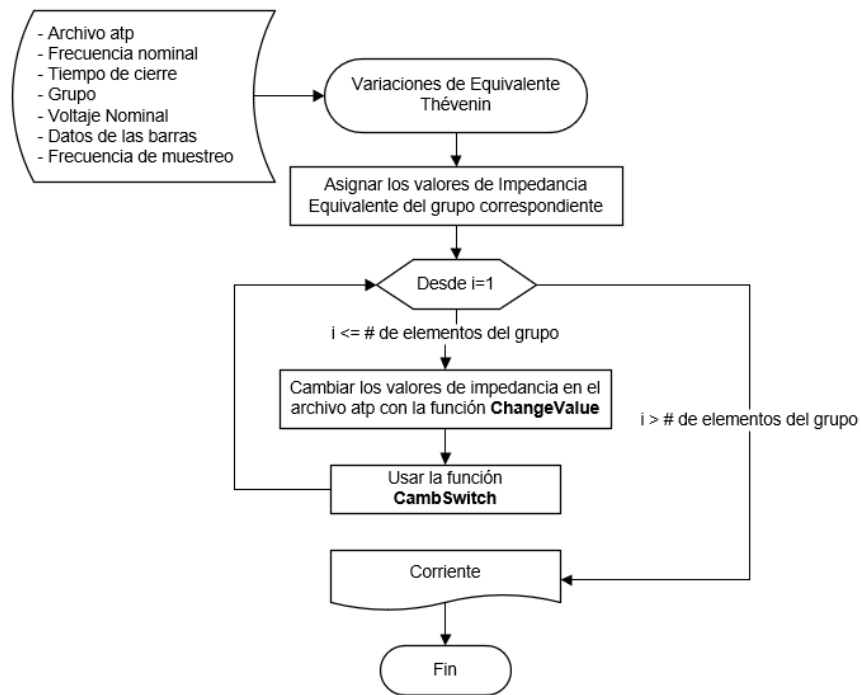 - Archivo atp
- Frecuencia nominal
- Tiempo de cierre
- Grupo
- Voltaje Nominal
- Datos de las barras
- Frecuencia de muestreo
Variaciones de Equivalente
Thévenin
Asignar los valores de Impedancia
Equivalente del grupo correspondiente
Desde i=1
i <= # de elementos del grupo
Cambiar los valores de impedancia en el
archivo atp con la función ChangeValue
i > # de elementos del grupo
Usar la función
CambSwitch
Corriente
Fin